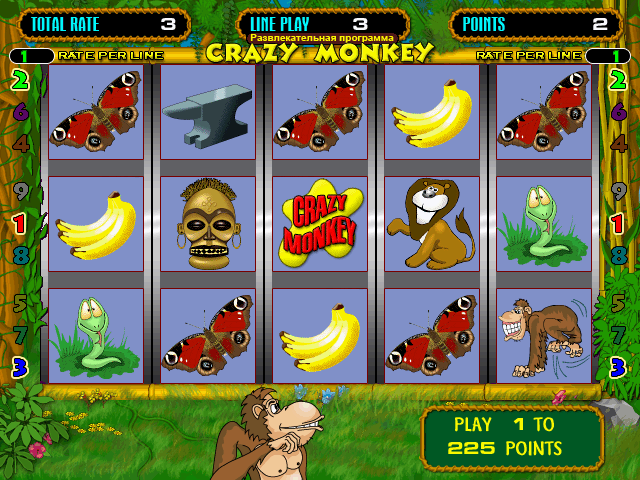 TOTAL RATE 3 LINE PLAY 3 POINTS 2
Развлекательная программа
1 RATE PER LINE CRAZY MONKEY RATE PER LINE 1
2 2
6 6
4 4
9 9
1 CRAZY MONKEY 1
8 8
5 5
7 7
3 3
PLAY 1 TO
225 POINTS